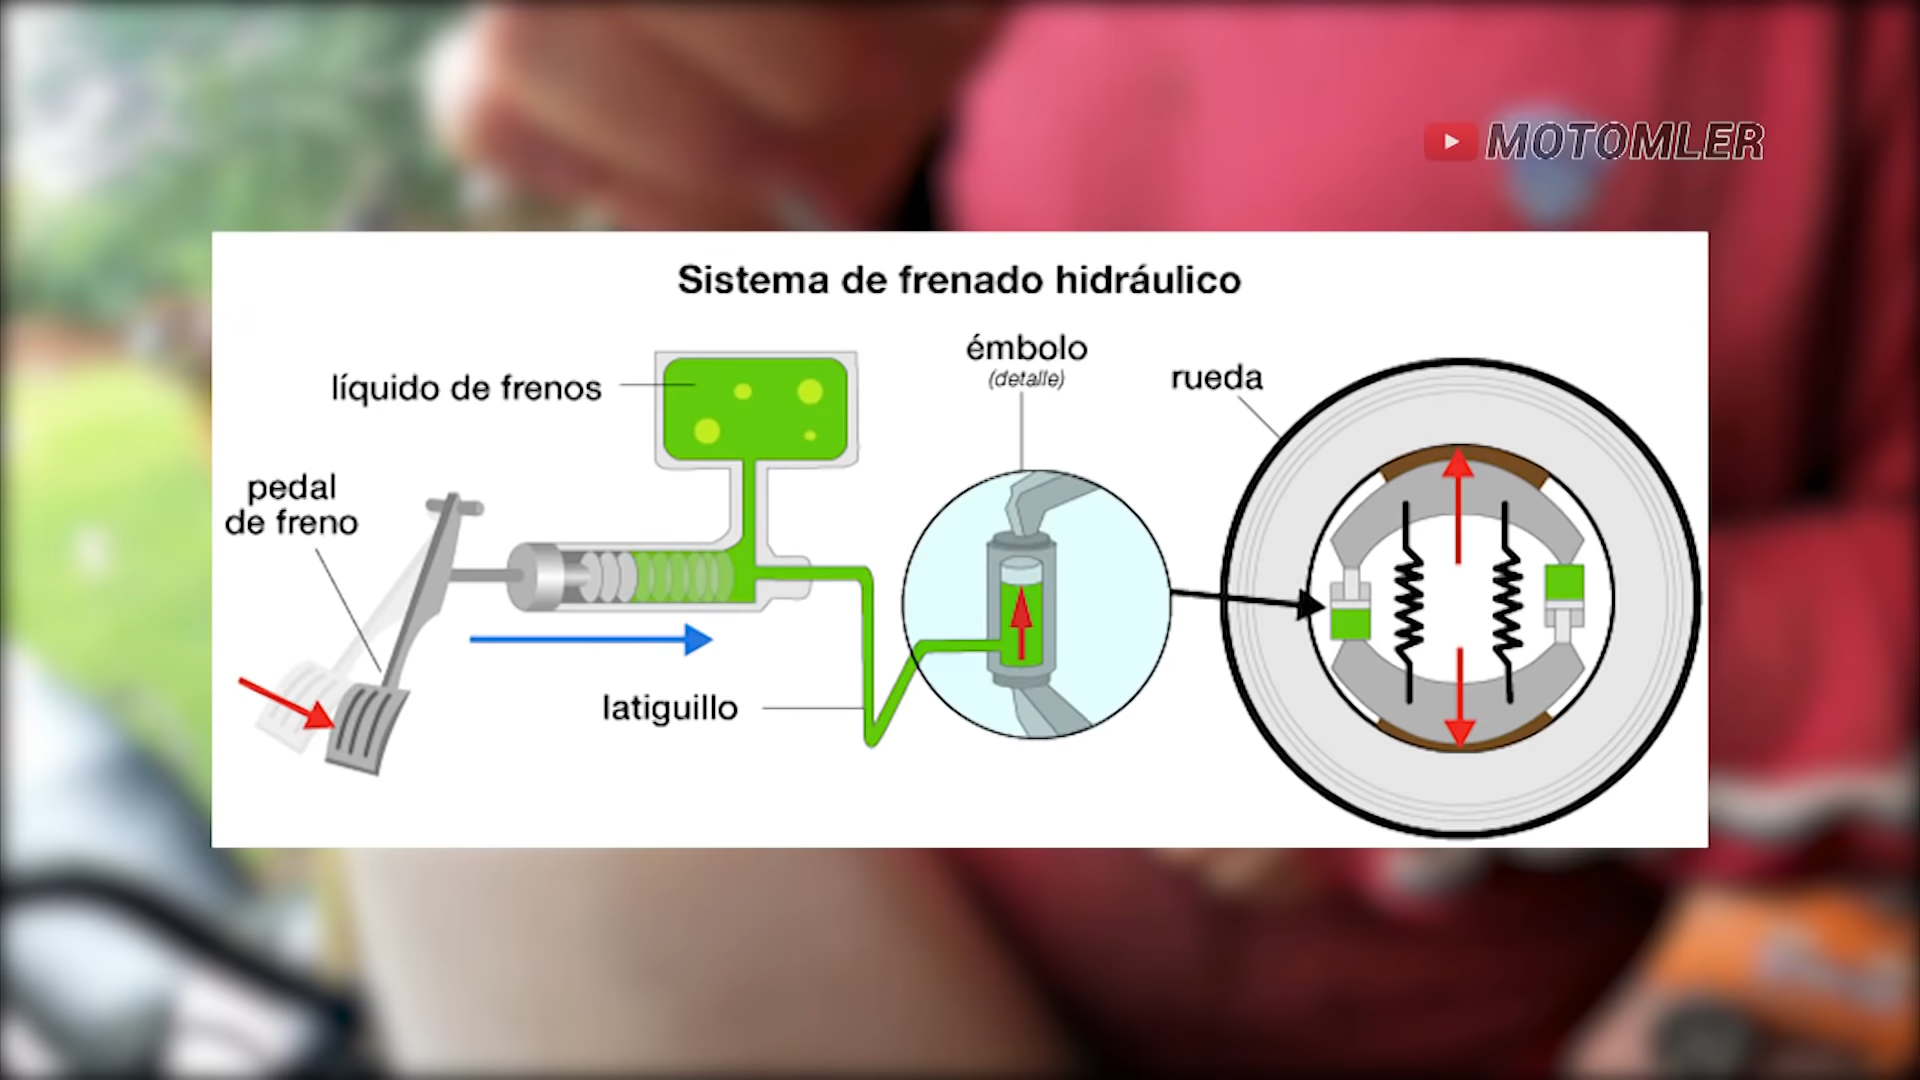 MOTOMLER
Sistema de frenado hidráulico
émbolo
(detalle)
rueda
líquido de frenos
pedal
de freno
latiguillo